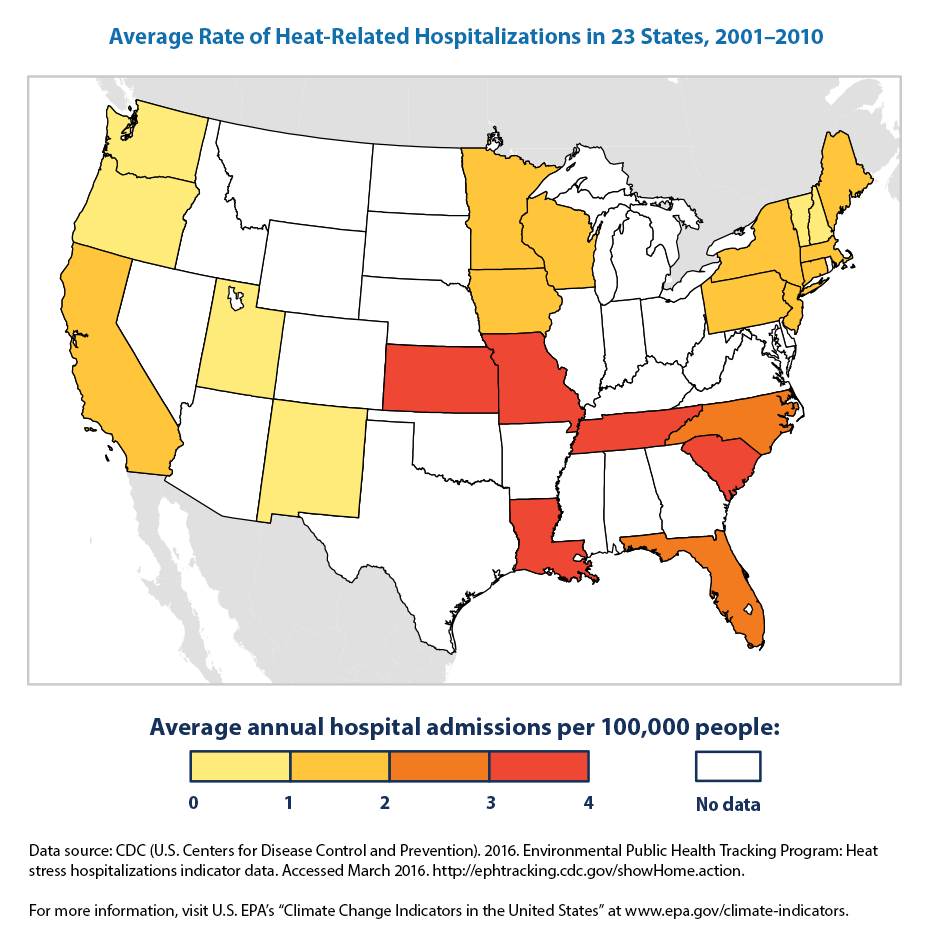 Average Rate of Heat-Related Hospitalizations in 23 States, 2001–2010
Average annual hospital admissions per 100,000 people:
0 1 2 3 4 No data
Data source: CDC (U.S. Centers for Disease Control and Prevention). 2016. Environmental Public Health Tracking Program: Heat
stress hospitalizations indicator data. Accessed March 2016. http://ephtracking.cdc.gov/showHome.action.
For more information, visit U.S. EPA’s “Climate Change Indicators in the United States” at www.epa.gov/climate-indicators.